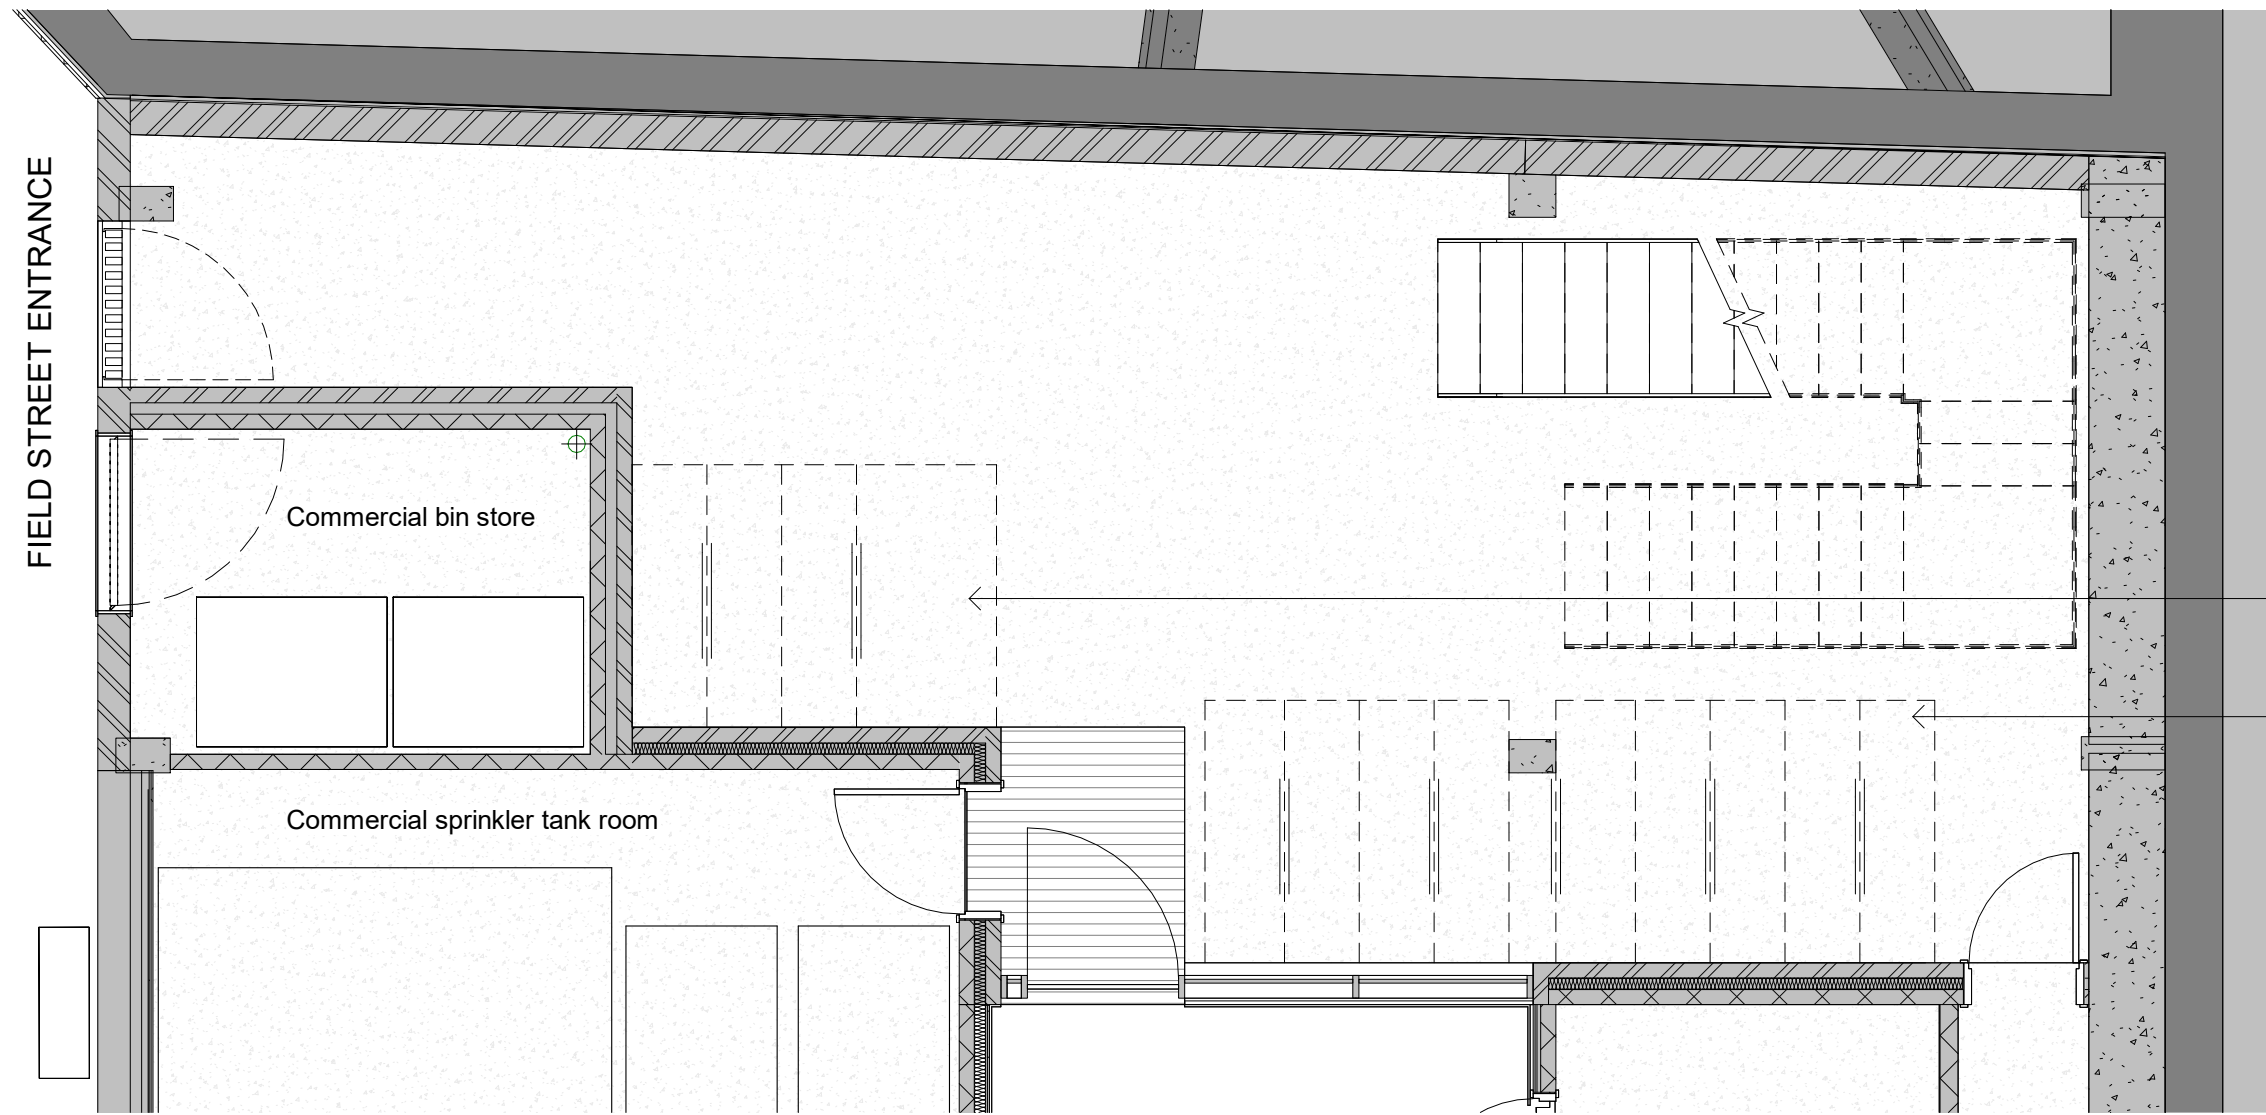 FIELD STREET ENTRANCE
Commercial bin store
Commercial sprinkler tank room